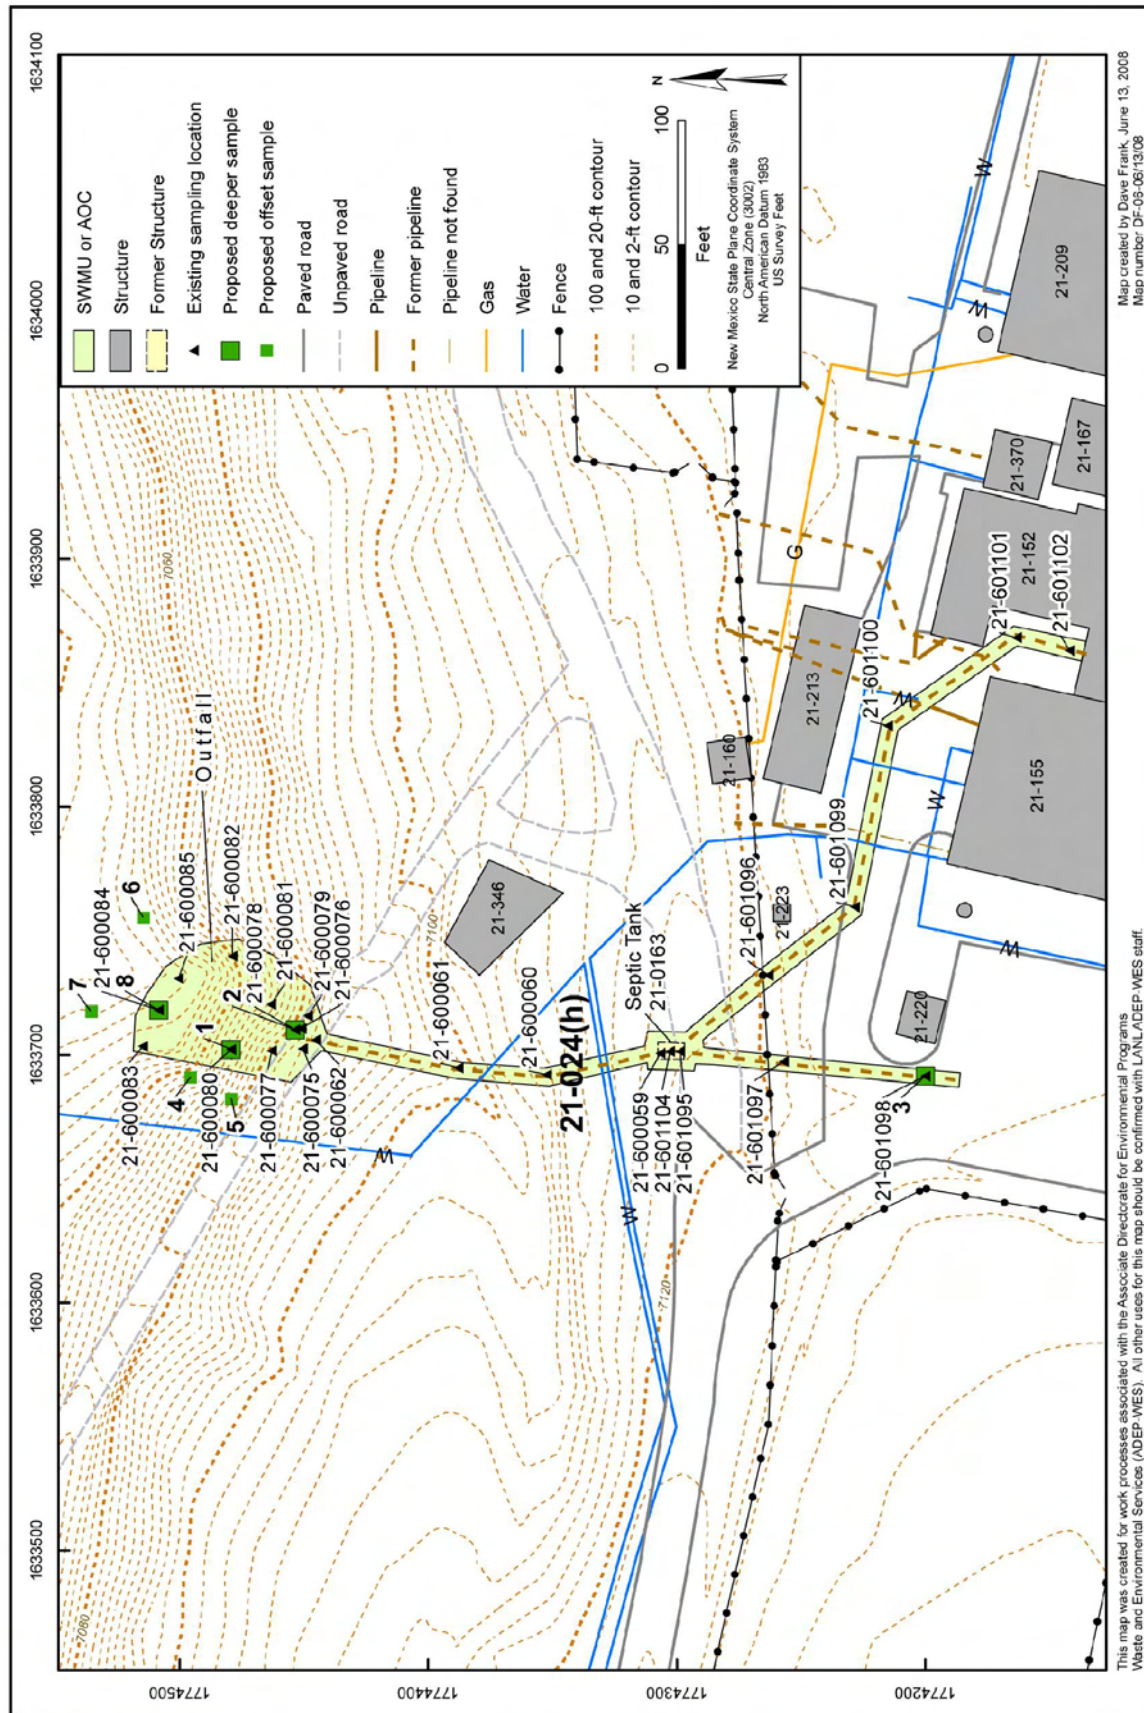 1634100
1634000
1633900
1633800
1633700
1633600
1633500
1774500
1774400
1774300
1774200
SWMU or AOC
Structure
Former Structure
Existing sampling location
Proposed deeper sample
Proposed offset sample
Paved road
Unpaved road
Pipeline
Former pipeline
Pipeline not found
Gas
Water
Fence
100 and 20-ft contour
10 and 2-ft contour
0
50
100
Feet
N
New Mexico State Plane Coordinate System
Central Zone (3002)
North American Datum 1983
US Survey Feet
7080
7060
7100
7120
7
6
21-600084
8
21-600085
Outfall
21-600082
21-600078
2
21-600081
21-600079
21-600076
21-600083
4
1
21-600080
5
21-600077
21-600075
21-600062
W
21-346
21-600061
21-600060
21-024(h)
W
Septic Tank
21-0163
21-600059
21-601104
21-601095
21-601096
21-601097
21-601098
3
21-223
21-220
21-601099
21-160
21-213
G
21-601100
W
W
W
21-155
21-601101
21-152
21-601102
21-370
21-167
W
W
21-209
This map was created for work processes associated with the Associate Directorate for Environmental Programs
Waste and Environmental Services (ADEP-WES). All other uses for this map should be confirmed with LANL ADEP-WES staff.
Map created by Dave Frank, June 13, 2008
Map number: DF-06-06/13/08